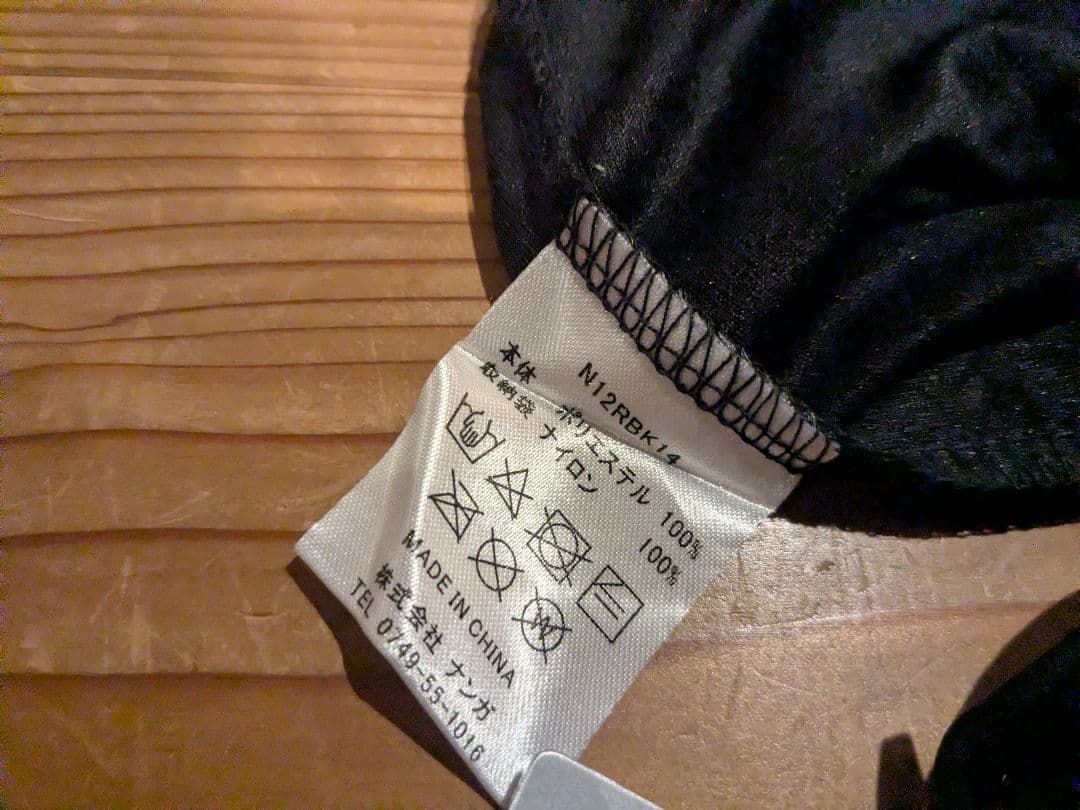 N12RBK14
本体 ポリエステル 100%
収納袋 ナイロン 100%
MADE IN CHINA
株式会社 ナンガ
TEL 0749-55-1016